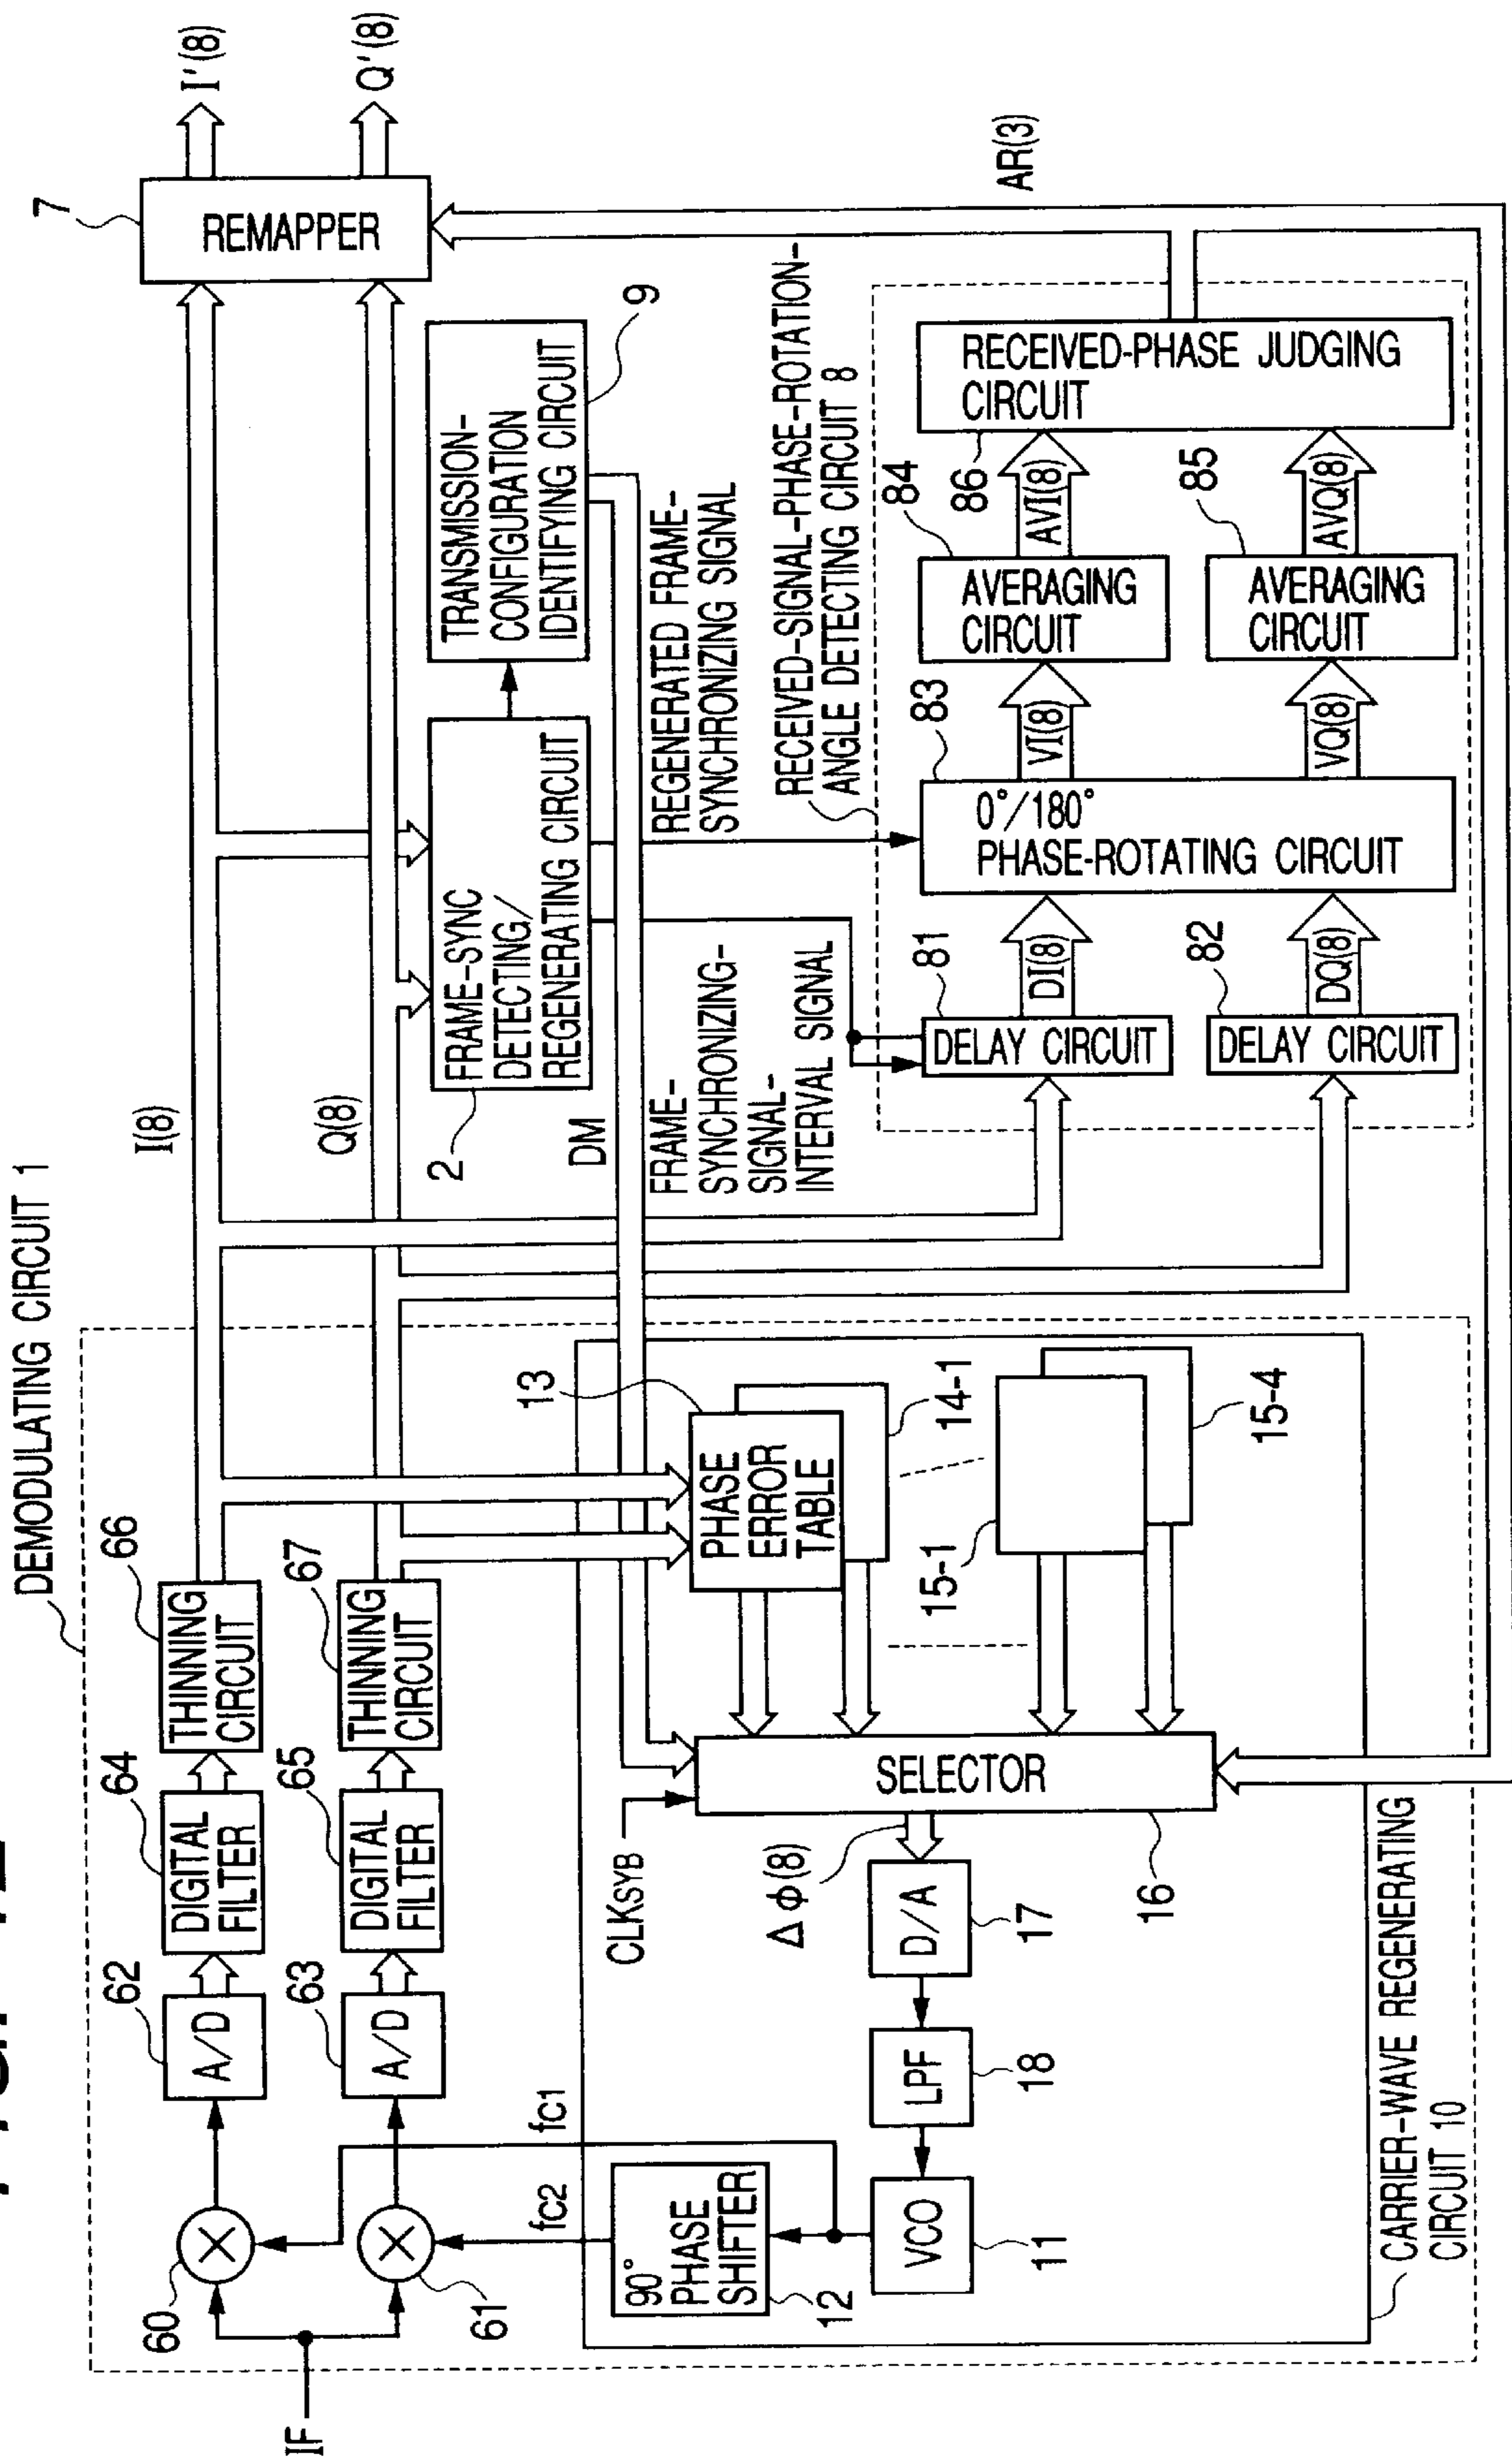 DEMODULATING CIRCUIT 1
IF
60
61
62
A/D
63
A/D
64
DIGITAL
FILTER
65
DIGITAL
FILTER
66
THINNING
CIRCUIT
67
THINNING
CIRCUIT
I(8)
Q(8)
7
REMAPPER
I'(8)
Q'(8)
fc1
fc2
90°
PHASE
SHIFTER
12
VCO
11
LPF
18
D/A
17
Δφ(8)
CLKSYB
SELECTOR
16
13
PHASE
ERROR
TABLE
14-1
15-1
15-4
CARRIER-WAVE REGENERATING
CIRCUIT 10
2
FRAME-SYNC
DETECTING/
REGENERATING CIRCUIT
TRANSMISSION-
CONFIGURATION
IDENTIFYING CIRCUIT
9
DM
FRAME-
SYNCHRONIZING-
SIGNAL-
INTERVAL SIGNAL
REGENERATED FRAME-
SYNCHRONIZING SIGNAL
RECEIVED-SIGNAL-PHASE-ROTATION-
ANGLE DETECTING CIRCUIT 8
81
DELAY CIRCUIT
82
DELAY CIRCUIT
DI(8)
DQ(8)
83
0°/180°
PHASE-ROTATING CIRCUIT
VI(8)
VQ(8)
84
AVERAGING
CIRCUIT
85
AVERAGING
CIRCUIT
AVI(8)
AVQ(8)
86
RECEIVED-PHASE JUDGING
CIRCUIT
AR(3)